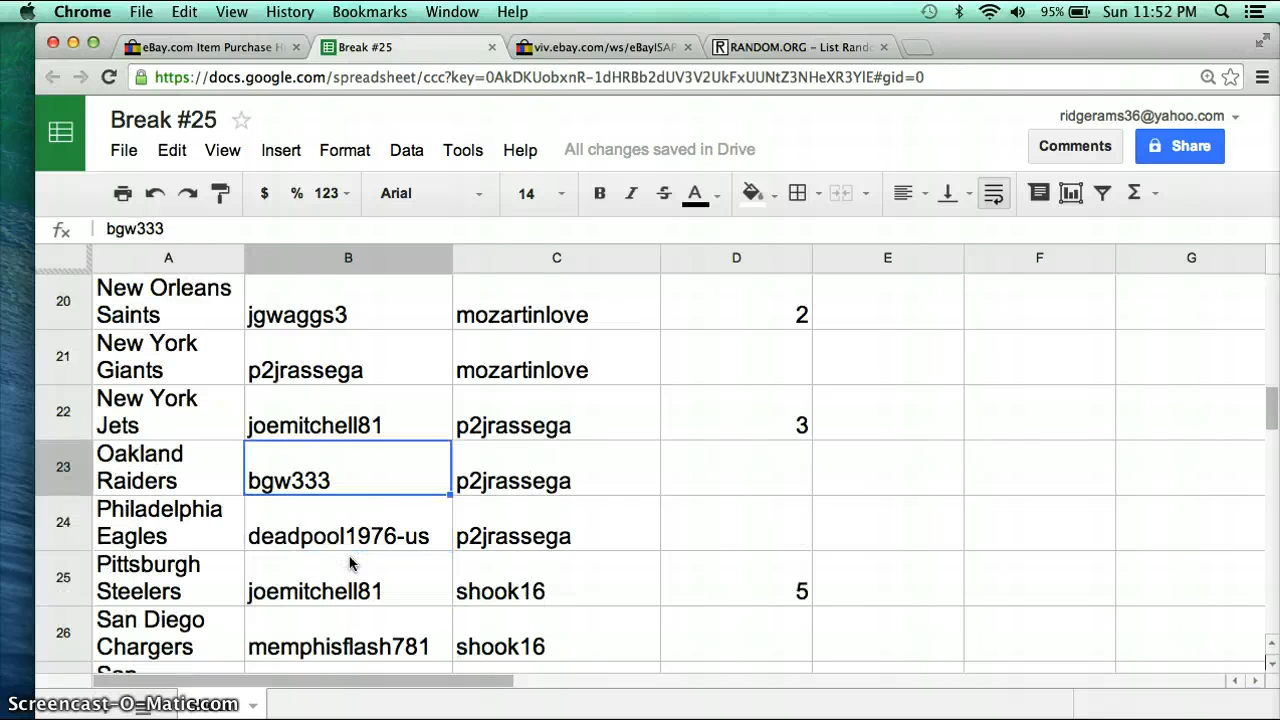 Chrome File Edit View History Bookmarks Window Help 95% Sun 11:52 PM
eBay.com Item Purchase H Break #25 viv.ebay.com/ws/eBayISAP RANDOM.ORG - List Rando
https://docs.google.com/spreadsheet/ccc?key=0AkDKUobxnR-1dHRBb2dUV3V2UkFxUUNtZ3NHeXR3YlE#gid=0
Break #25
ridgerams36@yahoo.com
File Edit View Insert Format Data Tools Help All changes saved in Drive Comments Share
$ % 123 Arial 14 B I S A Σ
fx bgw333
A B C D E F G
20 New Orleans
Saints jgwaggs3 mozartinlove 2
21 New York
Giants p2jrassega mozartinlove
22 New York
Jets joemitchell81 p2jrassega 3
23 Oakland
Raiders bgw333 p2jrassega
24 Philadelphia
Eagles deadpool1976-us p2jrassega
25 Pittsburgh
Steelers joemitchell81 shook16 5
26 San Diego
Chargers memphisflash781 shook16
San
Screencast-O-Matic.com